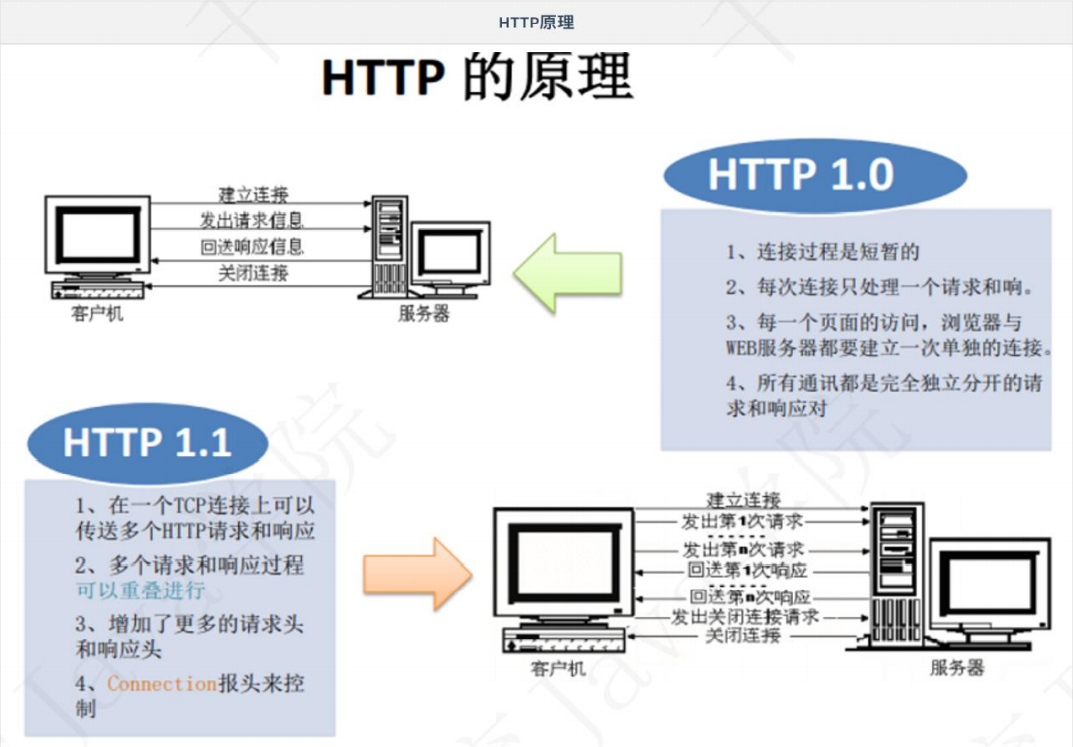 HTTP原理
HTTP 的原理
HTTP 1.0
建立连接
发出请求信息
回送响应信息
关闭连接
客户机
服务器
1、连接过程是短暂的
2、每次连接只处理一个请求和响。
3、每一个页面的访问，浏览器与
WEB服务器都要建立一次单独的连接。
4、所有通讯都是完全独立分开的请
求和响应对
HTTP 1.1
1、在一个TCP连接上可以
传送多个HTTP请求和响应
2、多个请求和响应过程
可以重叠进行
3、增加了更多的请求头
和响应头
4、Connection报头来控
制
建立连接
发出第1次请求
发出第n次请求
回送第1次响应
回送第n次响应
发出关闭连接请求
关闭连接
客户机
服务器